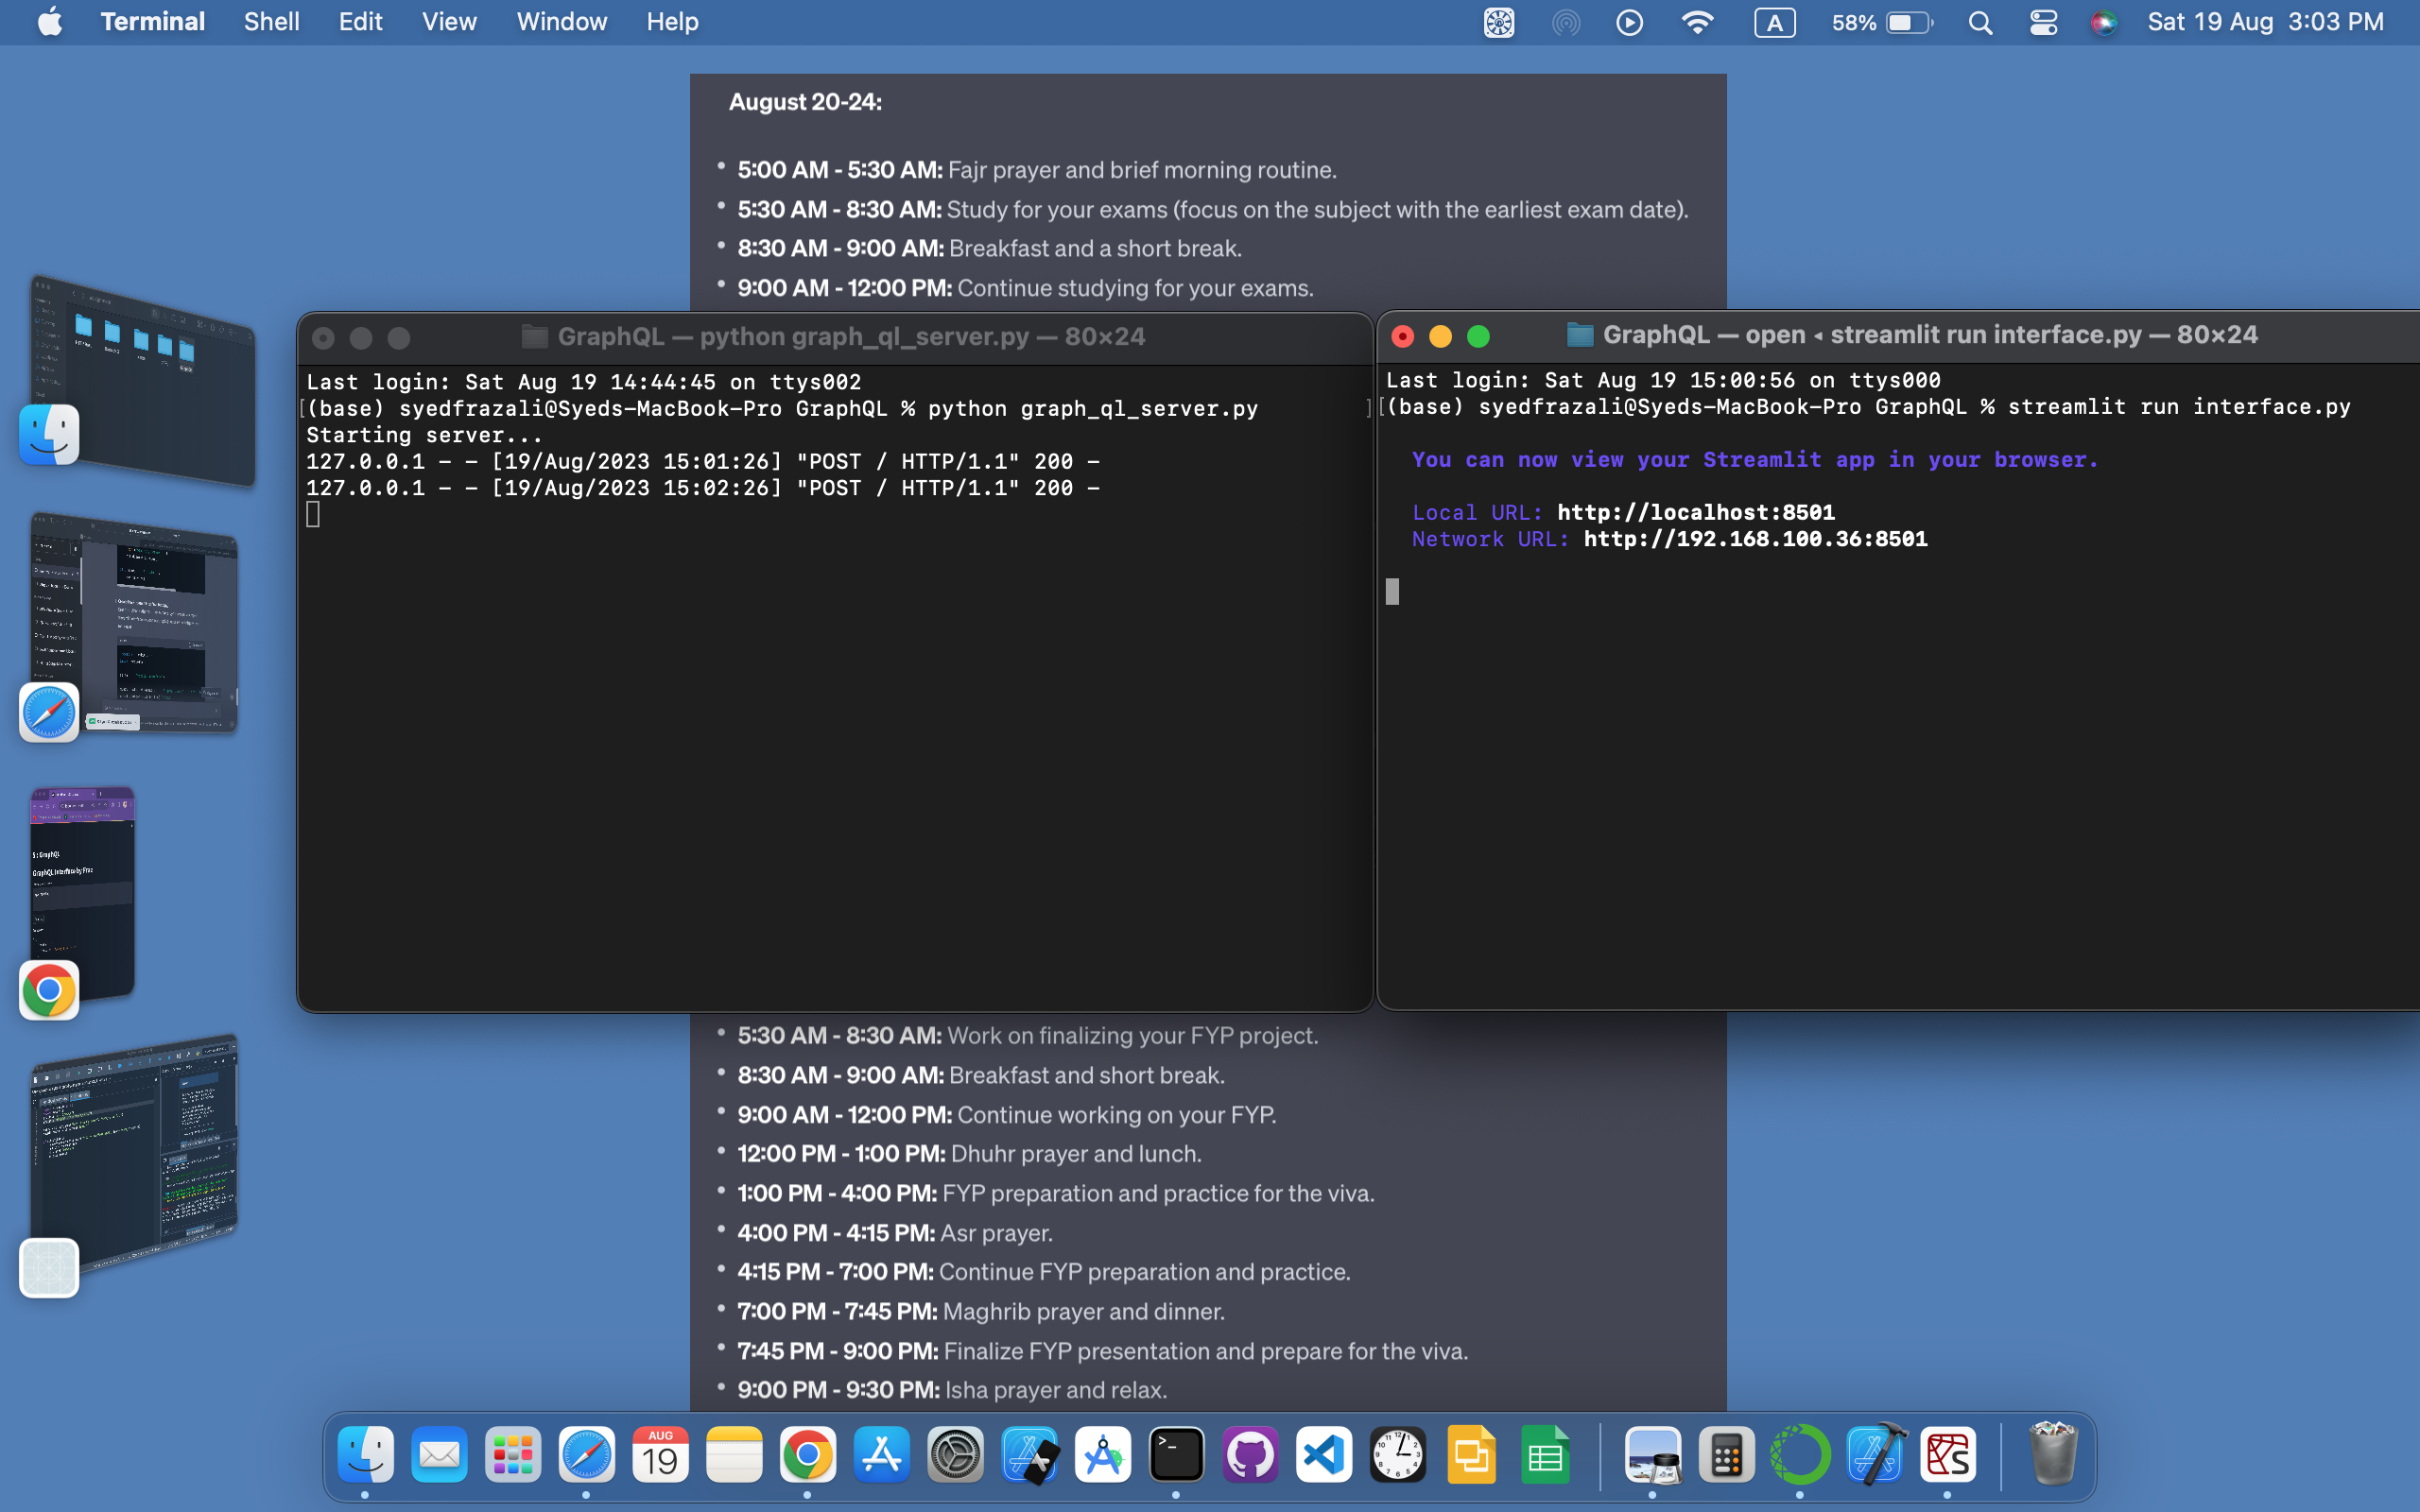 Terminal Shell Edit View Window Help A 58% Sat 19 Aug 3:03 PM
August 20-24:
• 5:00 AM - 5:30 AM: Fajr prayer and brief morning routine.
• 5:30 AM - 8:30 AM: Study for your exams (focus on the subject with the earliest exam date).
• 8:30 AM - 9:00 AM: Breakfast and a short break.
• 9:00 AM - 12:00 PM: Continue studying for your exams.
GraphQL — python graph_ql_server.py — 80×24
Last login: Sat Aug 19 14:44:45 on ttys002
[(base) syedfrazali@Syeds-MacBook-Pro GraphQL % python graph_ql_server.py ]
Starting server...
127.0.0.1 - - [19/Aug/2023 15:01:26] "POST / HTTP/1.1" 200 -
127.0.0.1 - - [19/Aug/2023 15:02:26] "POST / HTTP/1.1" 200 -
GraphQL — open ◂ streamlit run interface.py — 80×24
Last login: Sat Aug 19 15:00:56 on ttys000
[(base) syedfrazali@Syeds-MacBook-Pro GraphQL % streamlit run interface.py
You can now view your Streamlit app in your browser.
Local URL: http://localhost:8501
Network URL: http://192.168.100.36:8501
GraphQL
GraphQL Interface by Fraz
• 5:30 AM - 8:30 AM: Work on finalizing your FYP project.
• 8:30 AM - 9:00 AM: Breakfast and short break.
• 9:00 AM - 12:00 PM: Continue working on your FYP.
• 12:00 PM - 1:00 PM: Dhuhr prayer and lunch.
• 1:00 PM - 4:00 PM: FYP preparation and practice for the viva.
• 4:00 PM - 4:15 PM: Asr prayer.
• 4:15 PM - 7:00 PM: Continue FYP preparation and practice.
• 7:00 PM - 7:45 PM: Maghrib prayer and dinner.
• 7:45 PM - 9:00 PM: Finalize FYP presentation and prepare for the viva.
• 9:00 PM - 9:30 PM: Isha prayer and relax.
AUG
19